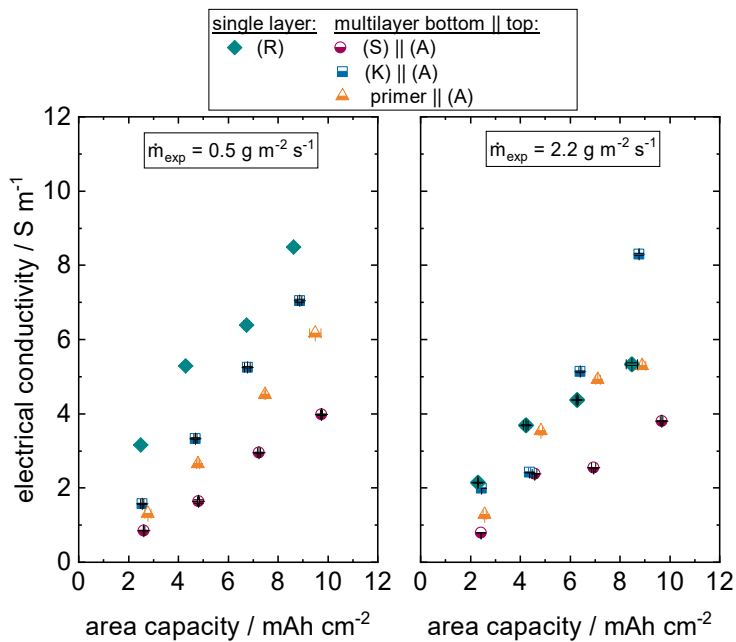 single layer: multilayer bottom || top:
(R) (S) || (A)
(K) || (A)
primer || (A)
ṁexp = 0.5 g m-2 s-1
ṁexp = 2.2 g m-2 s-1
electrical conductivity / S m-1
12
10
8
6
4
2
0
0 2 4 6 8 10 12
0 2 4 6 8 10 12
area capacity / mAh cm-2
area capacity / mAh cm-2